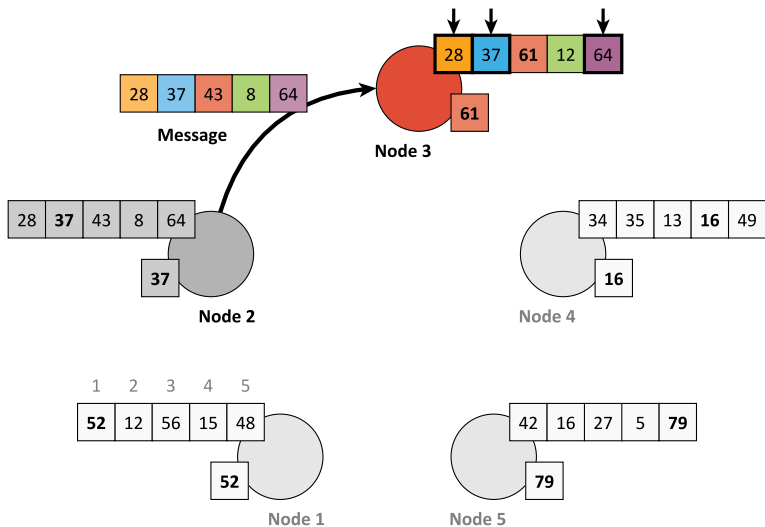 28 37 61 12 64
28 37 43 8 64
61
Message
Node 3
28 37 43 8 64
34 35 13 16 49
37
16
Node 2
Node 4
1 2 3 4 5
52 12 56 15 48
42 16 27 5 79
52
79
Node 1
Node 5